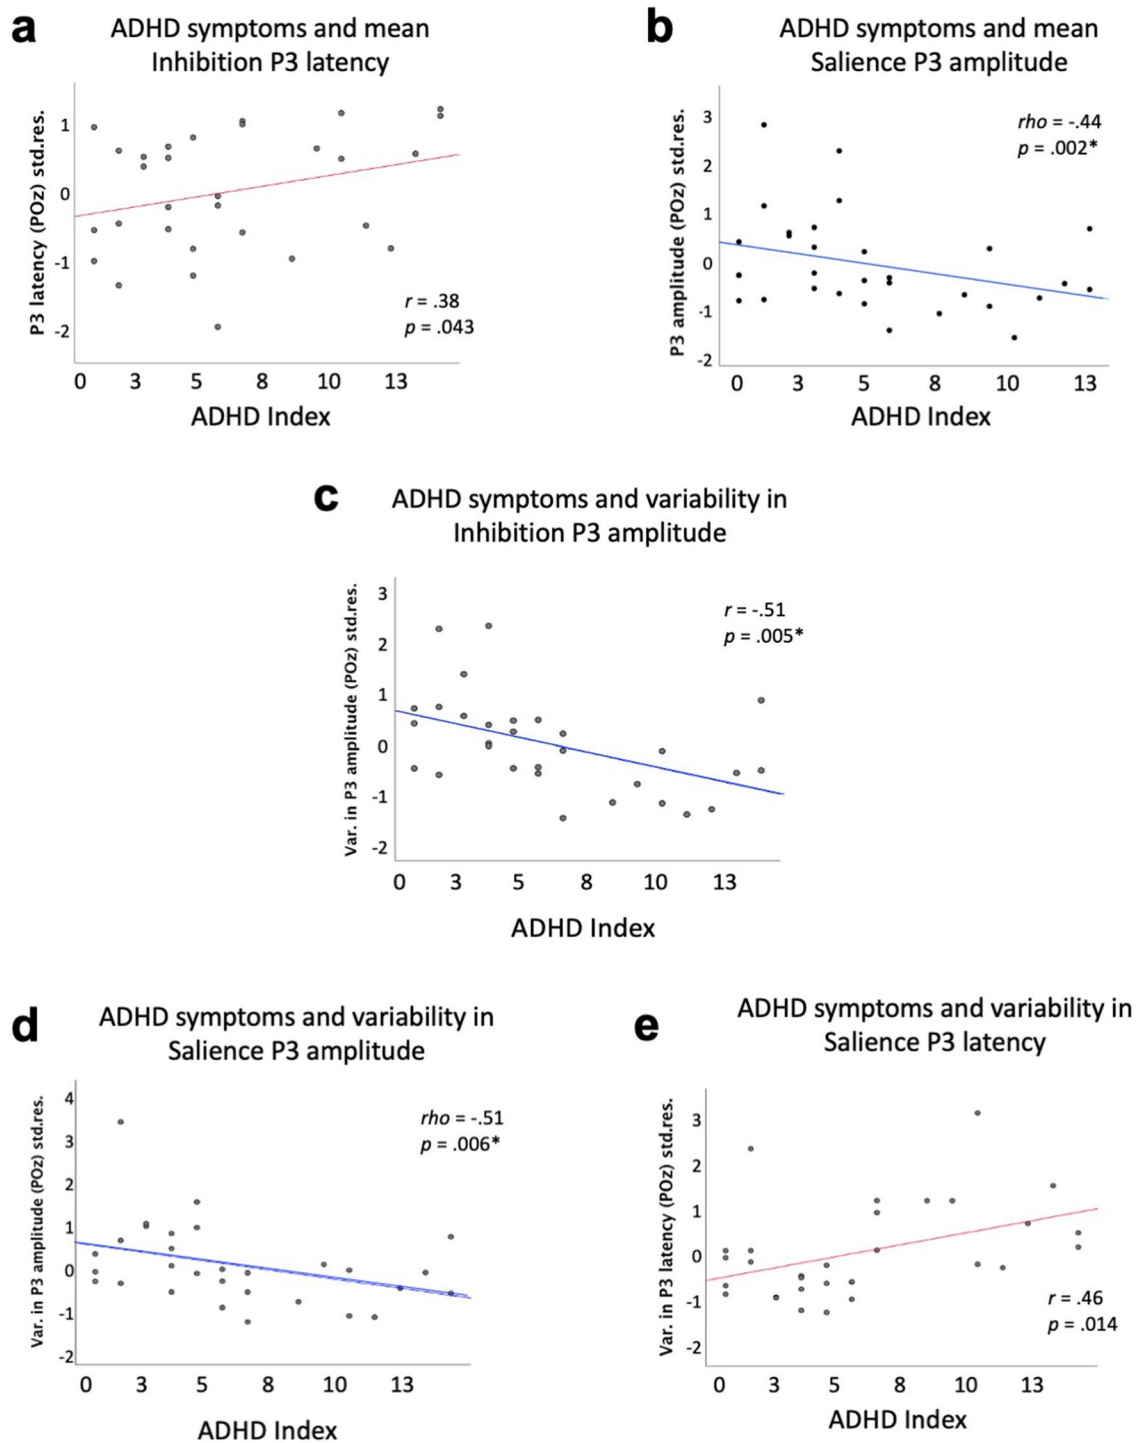 a
ADHD symptoms and mean
Inhibition P3 latency
P3 latency (POz) std.res.
1
0
-1
-2
r = .38
p = .043
0 3 5 8 10 13
ADHD Index
b
ADHD symptoms and mean
Salience P3 amplitude
P3 amplitude (POz) std.res.
3
2
1
0
-1
-2
rho = -.44
p = .002*
0 3 5 8 10 13
ADHD Index
c
ADHD symptoms and variability in
Inhibition P3 amplitude
Var. in P3 amplitude (POz) std.res.
3
2
1
0
-1
-2
r = -.51
p = .005*
0 3 5 8 10 13
ADHD Index
d
ADHD symptoms and variability in
Salience P3 amplitude
Var. in P3 amplitude (POz) std.res.
4
3
2
1
0
-1
-2
rho = -.51
p = .006*
0 3 5 8 10 13
ADHD Index
e
ADHD symptoms and variability in
Salience P3 latency
Var. in P3 latency (POz) std.res.
3
2
1
0
-1
-2
r = .46
p = .014
0 3 5 8 10 13
ADHD Index